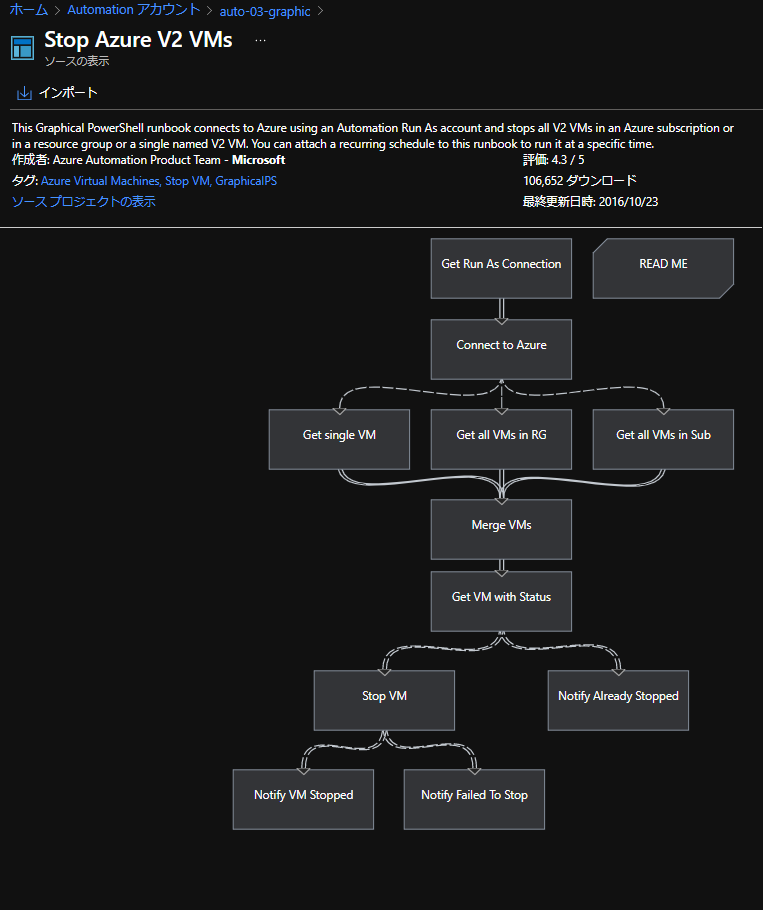 ホーム > Automation アカウント > auto-03-graphic >
Stop Azure V2 VMs ...
ソースの表示
インポート
This Graphical PowerShell runbook connects to Azure using an Automation Run As account and stops all V2 VMs in an Azure subscription or
in a resource group or a single named V2 VM. You can attach a recurring schedule to this runbook to run it at a specific time.
作成者: Azure Automation Product Team - Microsoft
評価: 4.3 / 5
タグ: Azure Virtual Machines, Stop VM, GraphicalPS
106,652 ダウンロード
ソース プロジェクトの表示
最終更新日時: 2016/10/23
Get Run As Connection
READ ME
Connect to Azure
Get single VM
Get all VMs in RG
Get all VMs in Sub
Merge VMs
Get VM with Status
Stop VM
Notify Already Stopped
Notify VM Stopped
Notify Failed To Stop